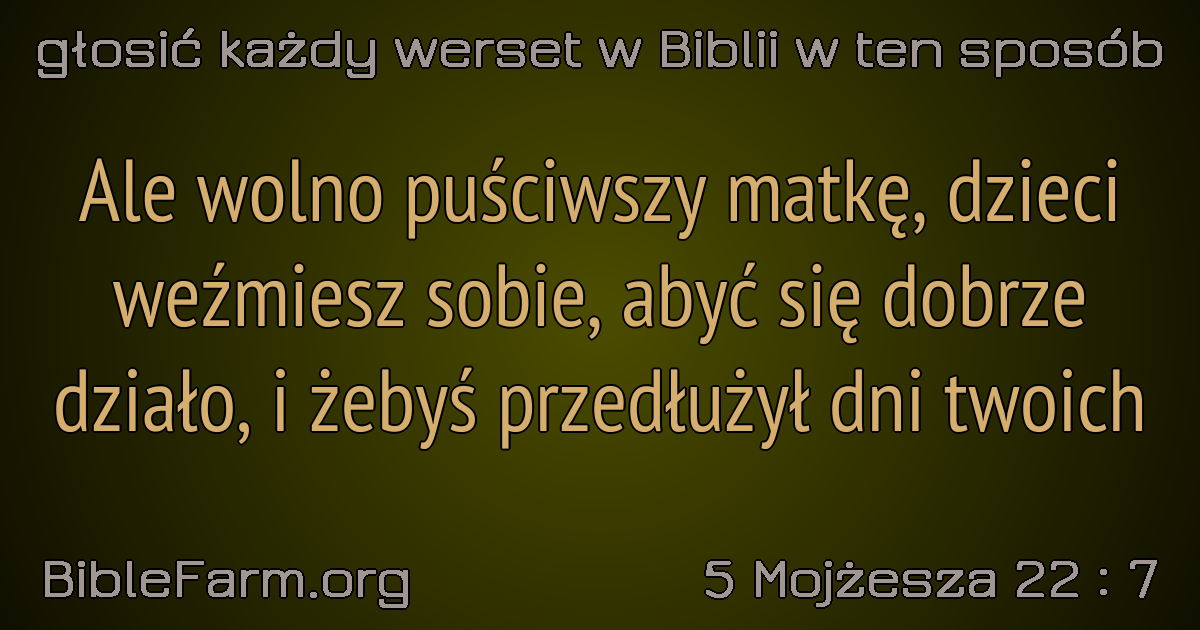 głosić każdy werset w Biblii w ten sposób
Ale wolno puściwszy matkę, dzieci
weźmiesz sobie, abyć się dobrze
działo, i żebyś przedłużył dni twoich
BibleFarm.org
5 Mojżesza 22 : 7